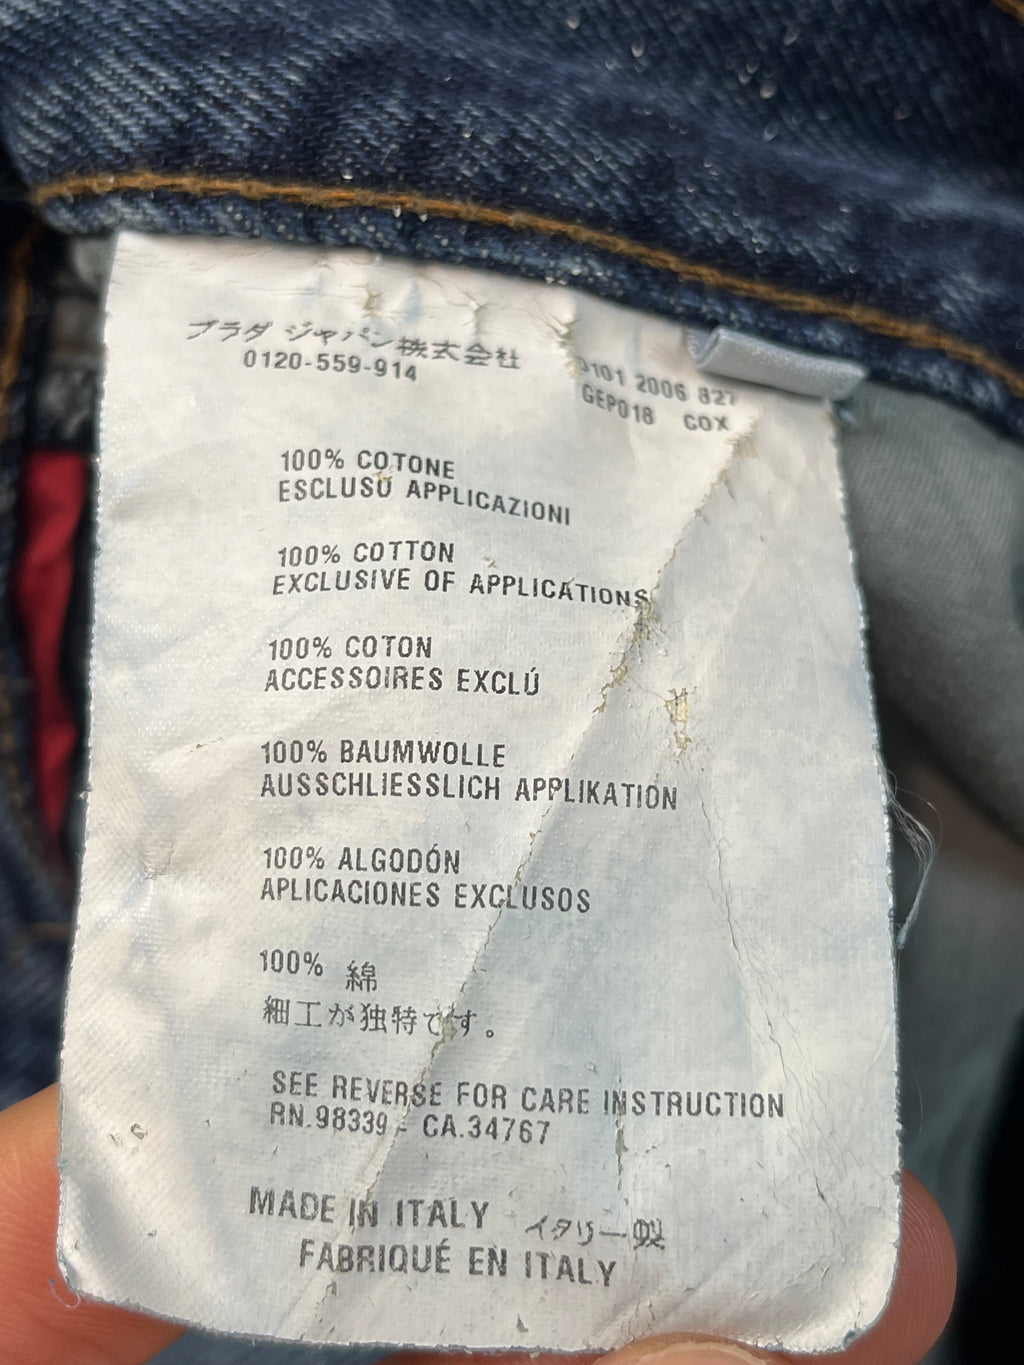 プラダ ジャパン株式会社
0120-559-914
2006 827
GEP018 COX
100% COTONE
ESCLUSO APPLICAZIONI
100% COTTON
EXCLUSIVE OF APPLICATIONS
100% COTON
ACCESSOIRES EXCLÚ
100% BAUMWOLLE
AUSSCHLIESSLICH APPLIKATION
100% ALGODÓN
APLICACIONES EXCLUSOS
100% 綿
細工が独特です。
SEE REVERSE FOR CARE INSTRUCTION
RN.98339 - CA.34767
MADE IN ITALY イタリー製
FABRIQUÉ EN ITALY